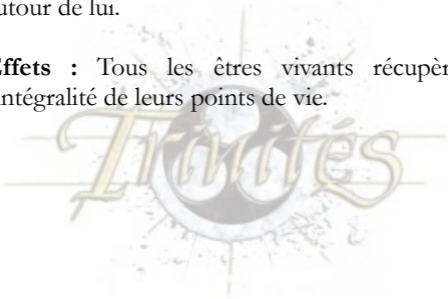 autour de lui.
Effets : Tous les êtres vivants récupèr
intégralité de leurs points de vie.
Trinités